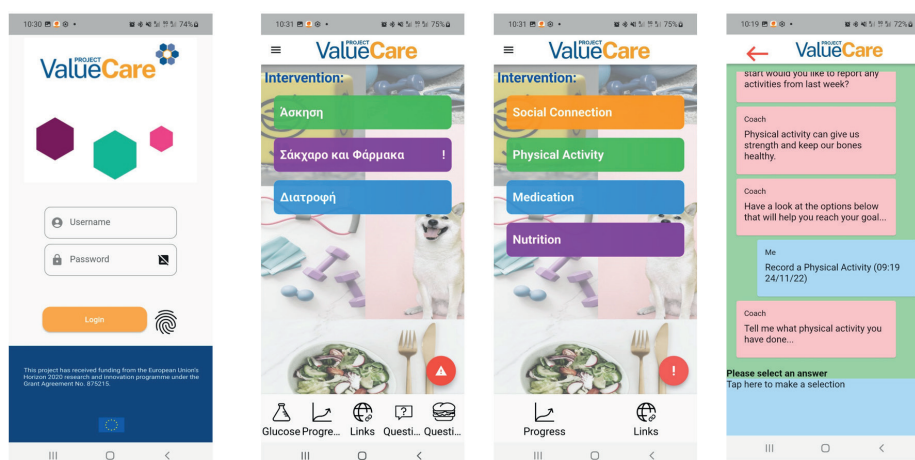 10:30
74%
PROJECT
ValueCare
Username
Password
Login
This project has received funding from the European Union's
Horizon 2020 research and innovation programme under the
Grant Agreement No. 875215.
10:31
75%
PROJECT
ValueCare
Intervention:
Άσκηση
Σάκχαρο και Φάρμακα !
Διατροφή
Glucose Progre... Links Questi... Questi...
10:31
75%
PROJECT
ValueCare
Intervention:
Social Connection
Physical Activity
Medication
Nutrition
!
Progress Links
10:19
72%
PROJECT
ValueCare
start would you like to report any
activities from last week?
Coach
Physical activity can give us
strength and keep our bones
healthy.
Coach
Have a look at the options below
that will help you reach your goal...
Me
Record a Physical Activity (09:19
24/11/22)
Coach
Tell me what physical activity you
have done...
Please select an answer
Tap here to make a selection